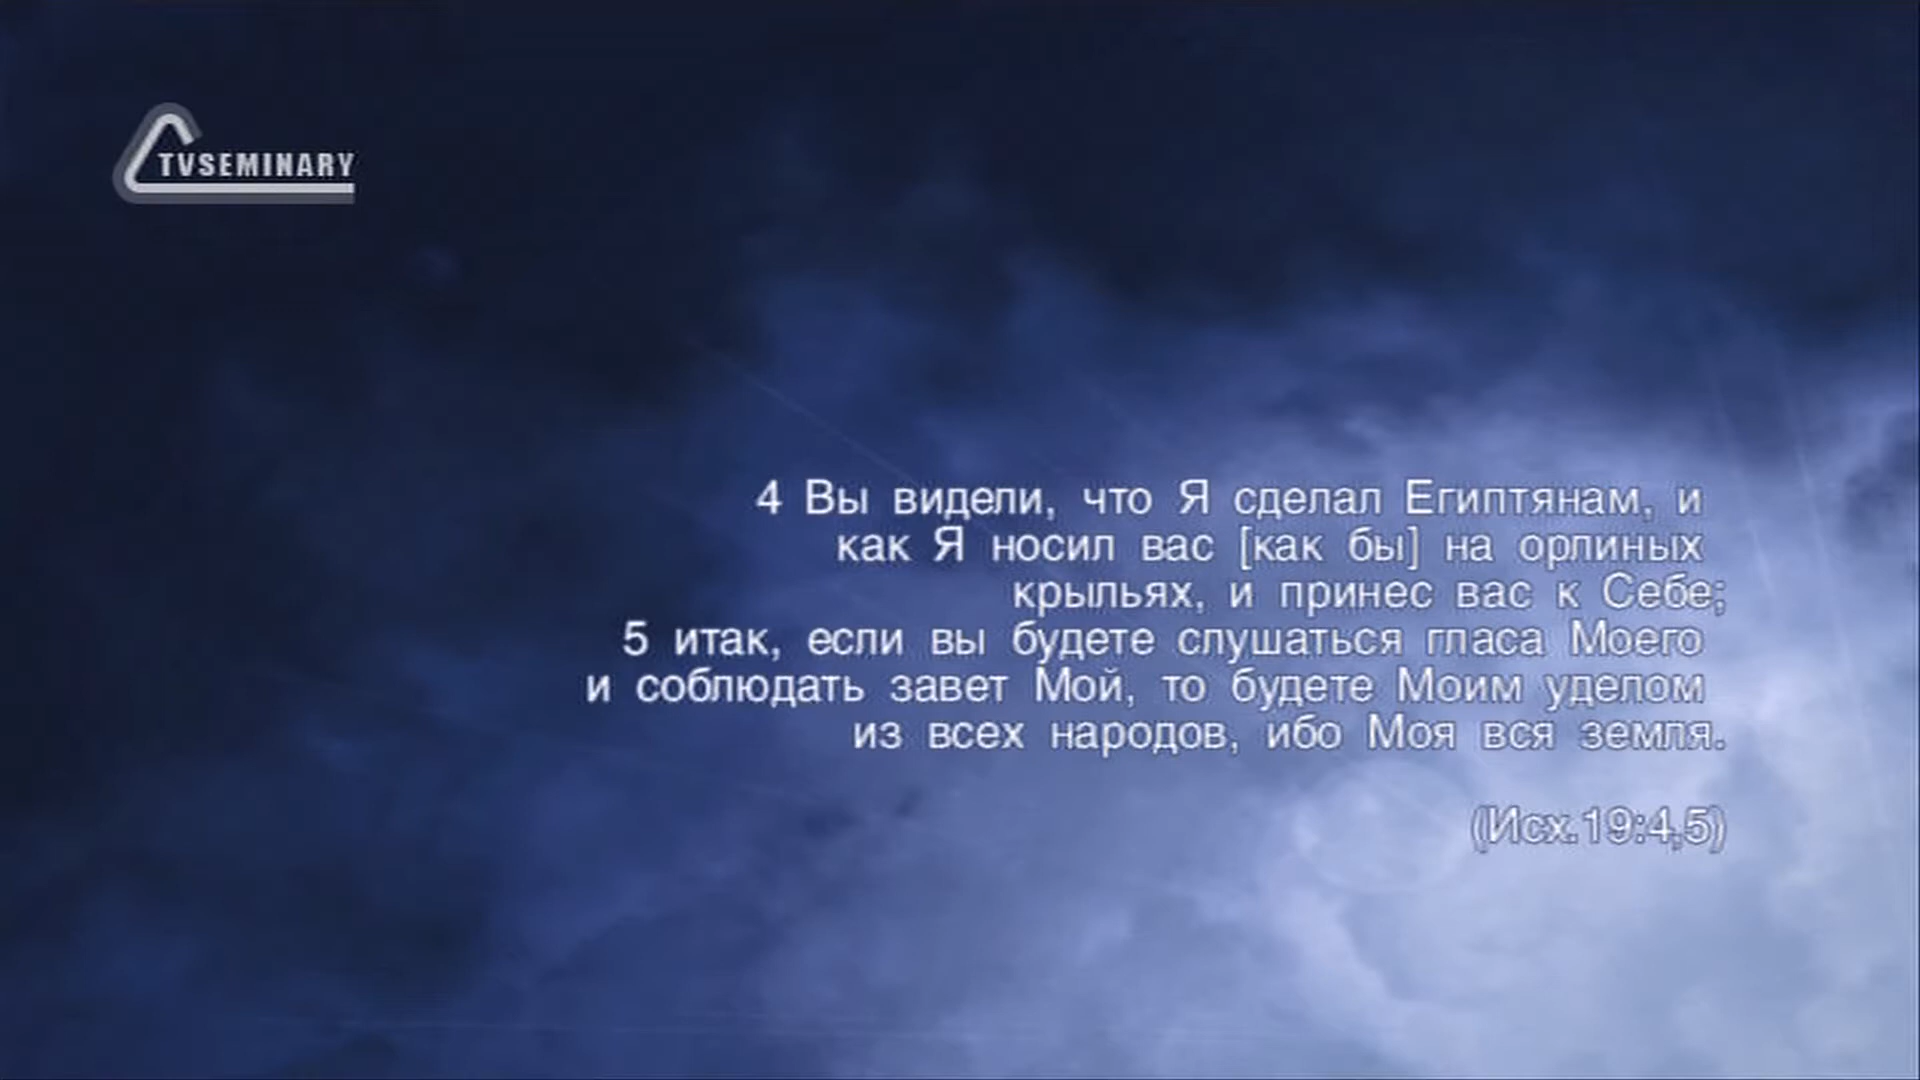 TVSEMINARY
4 Вы видели, что Я сделал Египтянам, и
как Я носил вас [как бы] на орлиных
крыльях, и принес вас к Себе;
5 итак, если вы будете слушаться гласа Моего
и соблюдать завет Мой, то будете Моим уделом
из всех народов, ибо Моя вся земля.
(Исх.19:4,5)